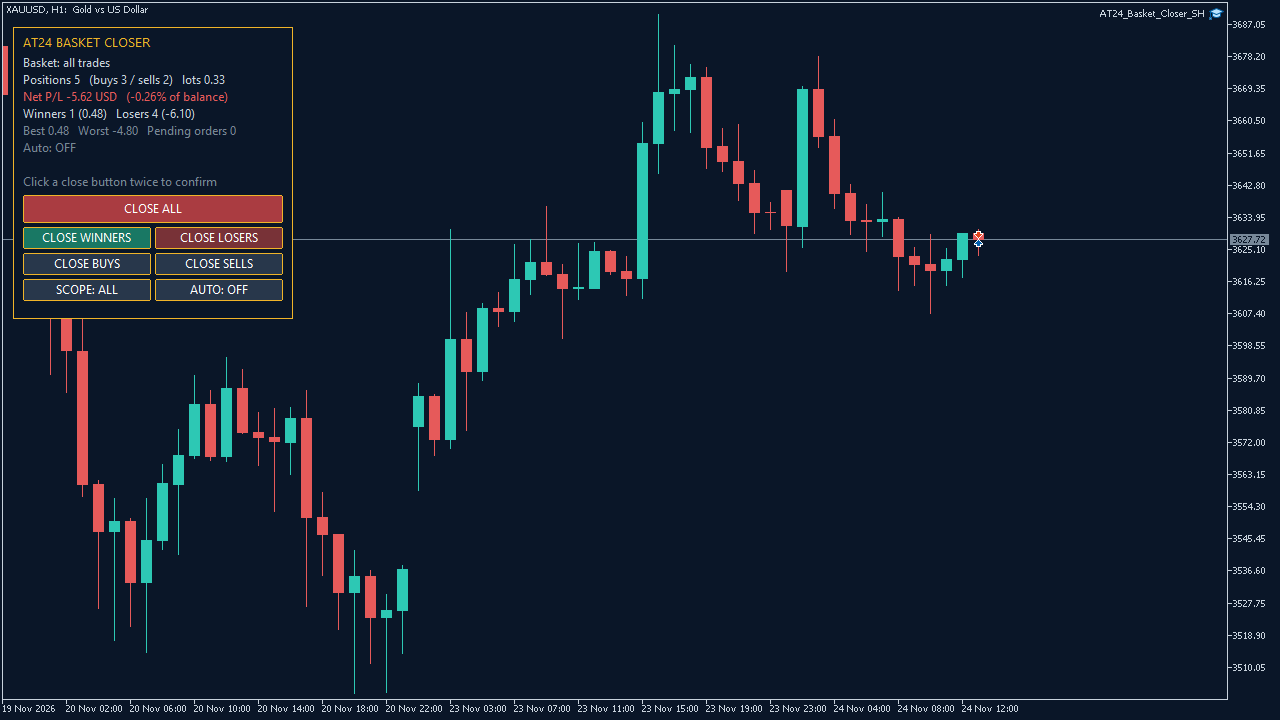 XAUUSD, H1: Gold vs US Dollar
AT24_Basket_Closer_SH
AT24 BASKET CLOSER
Basket: all trades
Positions 5 (buys 3 / sells 2) lots 0.33
Net P/L -5.62 USD (-0.26% of balance)
Winners 1 (0.48) Losers 4 (-6.10)
Best 0.48 Worst -4.80 Pending orders 0
Auto: OFF
Click a close button twice to confirm
CLOSE ALL
CLOSE WINNERS CLOSE LOSERS
CLOSE BUYS CLOSE SELLS
SCOPE: ALL AUTO: OFF
3687.05
3678.20
3669.35
3660.50
3651.65
3642.80
3633.95
3627.72
3625.10
3616.25
3607.40
3598.55
3589.70
3580.85
3572.00
3563.15
3554.30
3545.45
3536.60
3527.75
3518.90
3510.05
19 Nov 2026 20 Nov 02:00 20 Nov 06:00 20 Nov 10:00 20 Nov 14:00 20 Nov 18:00 20 Nov 22:00 23 Nov 03:00 23 Nov 07:00 23 Nov 11:00 23 Nov 15:00 23 Nov 19:00 23 Nov 23:00 24 Nov 04:00 24 Nov 08:00 24 Nov 12:00